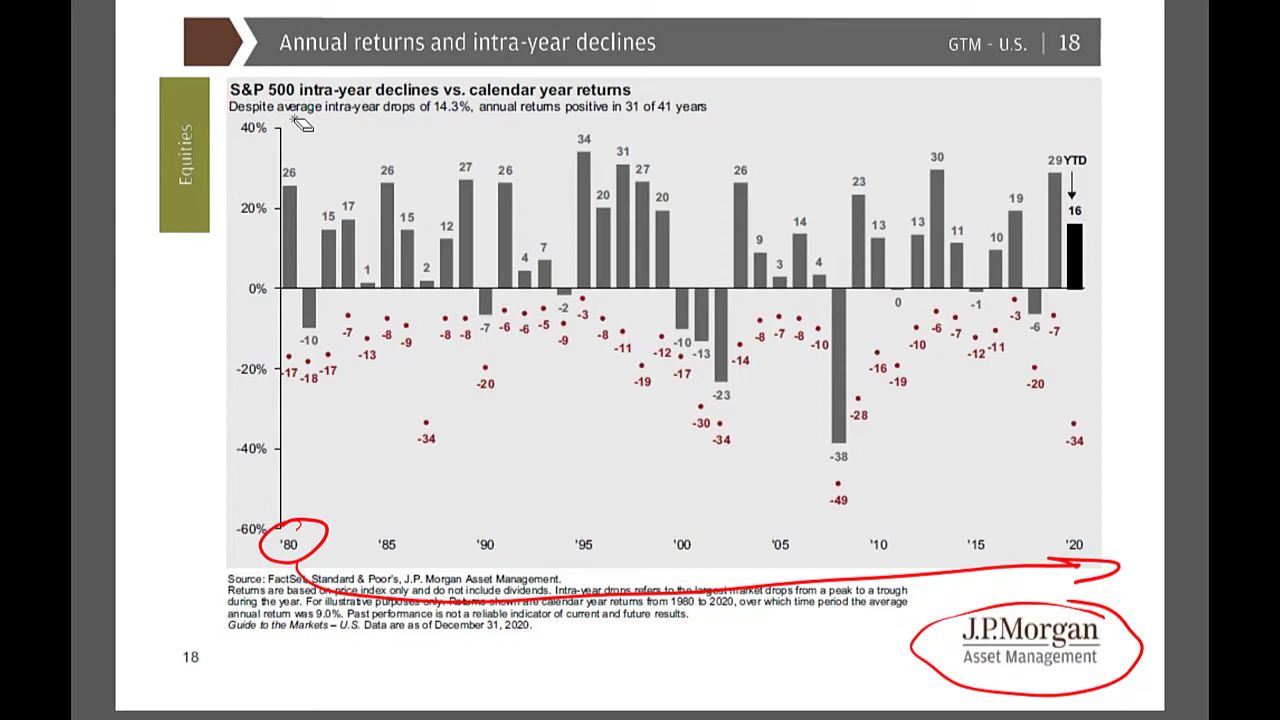 Annual returns and intra-year declines
GTM - U.S. | 18
Equities
S&P 500 intra-year declines vs. calendar year returns
Despite average intra-year drops of 14.3%, annual returns positive in 31 of 41 years
40%
20%
0%
-20%
-40%
-60%
26 -10 15 17 1 26 15 2 12 27 -7 26 4 7 -2 34 20 31 27 20 -10 -13 -23 26 9 3 14 4 -38 23 13 0 13 30 11 -1 10 19 -6 29 YTD
16
-17 -18 -17 -7 -13 -8 -9 -34 -8 -8 -20 -6 -6 -5 -9 -3 -8 -11 -19 -12 -17 -30 -34 -14 -8 -7 -8 -10 -49 -28 -16 -19 -10 -6 -7 -12 -11 -3 -20 -7 -34
'80 '85 '90 '95 '00 '05 '10 '15 '20
Source: FactSet, Standard & Poor's, J.P. Morgan Asset Management.
Returns are based on price index only and do not include dividends. Intra-year drops refers to the largest market drops from a peak to a trough
during the year. For illustrative purposes only. Returns shown are calendar year returns from 1980 to 2020, over which time period the average
annual return was 9.0%. Past performance is not a reliable indicator of current and future results.
Guide to the Markets – U.S. Data are as of December 31, 2020.
18
J.P.Morgan
Asset Management